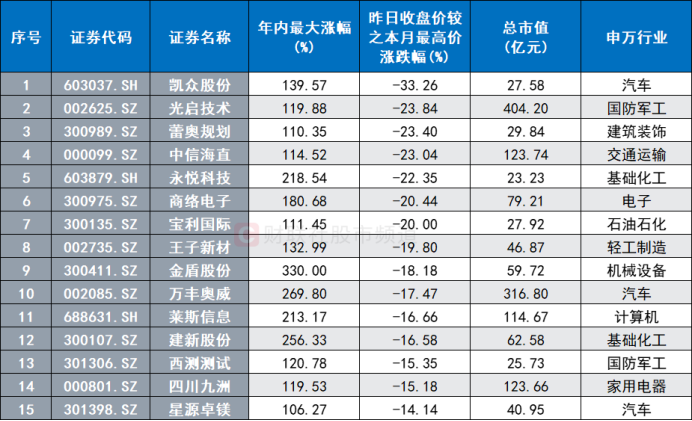 序号 证券代码 证券名称 年内最大涨幅(%) 昨日收盘价较之本月最高价涨跌幅(%) 总市值(亿元) 申万行业
1 603037.SH 凯众股份 139.57 -33.26 27.58 汽车
2 002625.SZ 光启技术 119.88 -23.84 404.20 国防军工
3 300989.SZ 蕾奥规划 110.35 -23.40 29.84 建筑装饰
4 000099.SZ 中信海直 114.52 -23.04 123.74 交通运输
5 603879.SH 永悦科技 218.54 -22.35 23.23 基础化工
6 300975.SZ 商络电子 180.68 -20.44 79.21 电子
7 300135.SZ 宝利国际 111.45 -20.00 27.92 石油石化
8 002735.SZ 王子新材 132.99 -19.80 46.87 轻工制造
9 300411.SZ 金盾股份 330.00 -18.18 59.72 机械设备
10 002085.SZ 万丰奥威 269.80 -17.47 316.80 汽车
11 688631.SH 莱斯信息 213.17 -16.66 114.67 计算机
12 300107.SZ 建新股份 256.33 -16.58 62.58 基础化工
13 301306.SZ 西测测试 120.78 -15.35 25.73 国防军工
14 000801.SZ 四川九洲 119.53 -15.18 123.66 家用电器
15 301398.SZ 星源卓镁 106.27 -14.14 40.95 汽车
财联社股市频道